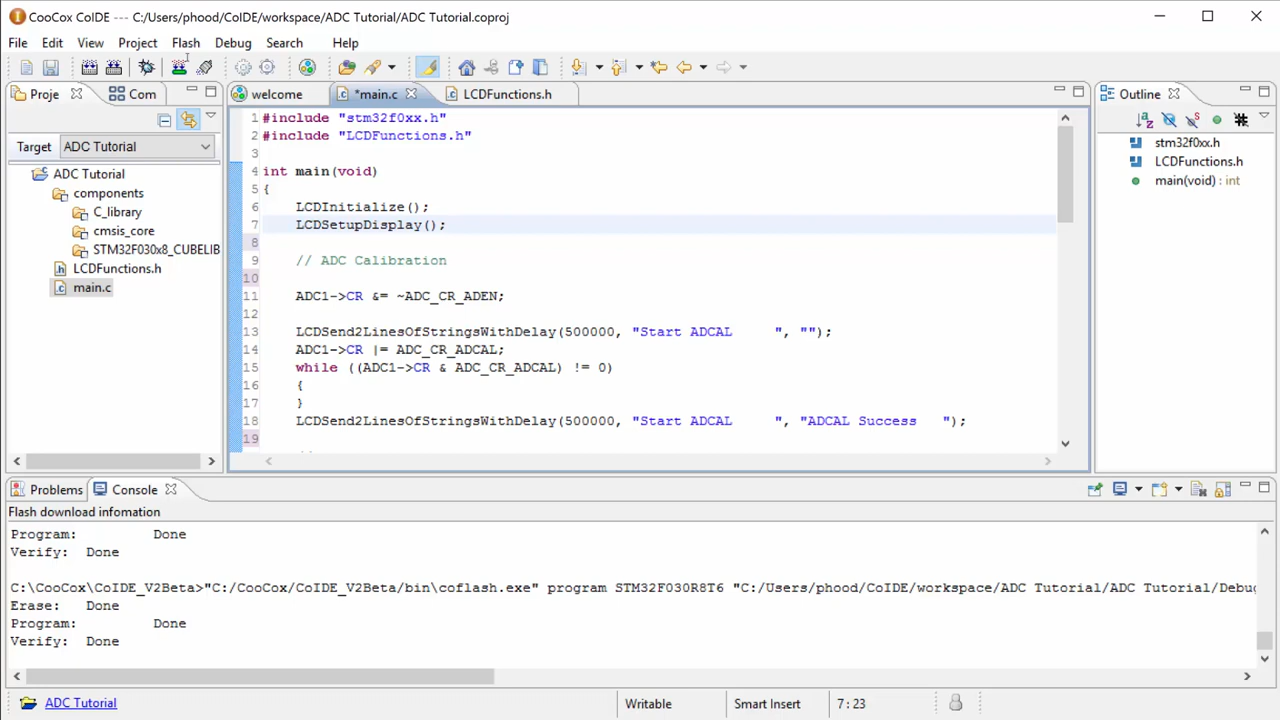 CooCox CoIDE --- C:/Users/phood/CoIDE/workspace/ADC Tutorial/ADC Tutorial.coproj
File Edit View Project Flash Debug Search Help
Proje Com
welcome *main.c LCDFunctions.h
Outline
Target ADC Tutorial
ADC Tutorial
components
C_library
cmsis_core
STM32F030x8_CUBELIB
LCDFunctions.h
main.c
1 #include "stm32f0xx.h"
2 #include "LCDFunctions.h"
3
4 int main(void)
5 {
6 LCDInitialize();
7 LCDSetupDisplay();
8
9 // ADC Calibration
10
11 ADC1->CR &= ~ADC_CR_ADEN;
12
13 LCDSend2LinesOfStringsWithDelay(500000, "Start ADCAL     ", "");
14 ADC1->CR |= ADC_CR_ADCAL;
15 while ((ADC1->CR & ADC_CR_ADCAL) != 0)
16 {
17 }
18 LCDSend2LinesOfStringsWithDelay(500000, "Start ADCAL     ", "ADCAL Success   ");
19
stm32f0xx.h
LCDFunctions.h
main(void) : int
Problems Console
Flash download infomation
Program: Done
Verify: Done
C:\CooCox\CoIDE_V2Beta>"C:/CooCox/CoIDE_V2Beta/bin\coflash.exe" program STM32F030R8T6 "C:/Users/phood/CoIDE/workspace/ADC Tutorial/ADC Tutorial/Debug
Erase: Done
Program: Done
Verify: Done
ADC Tutorial
Writable Smart Insert 7 : 23